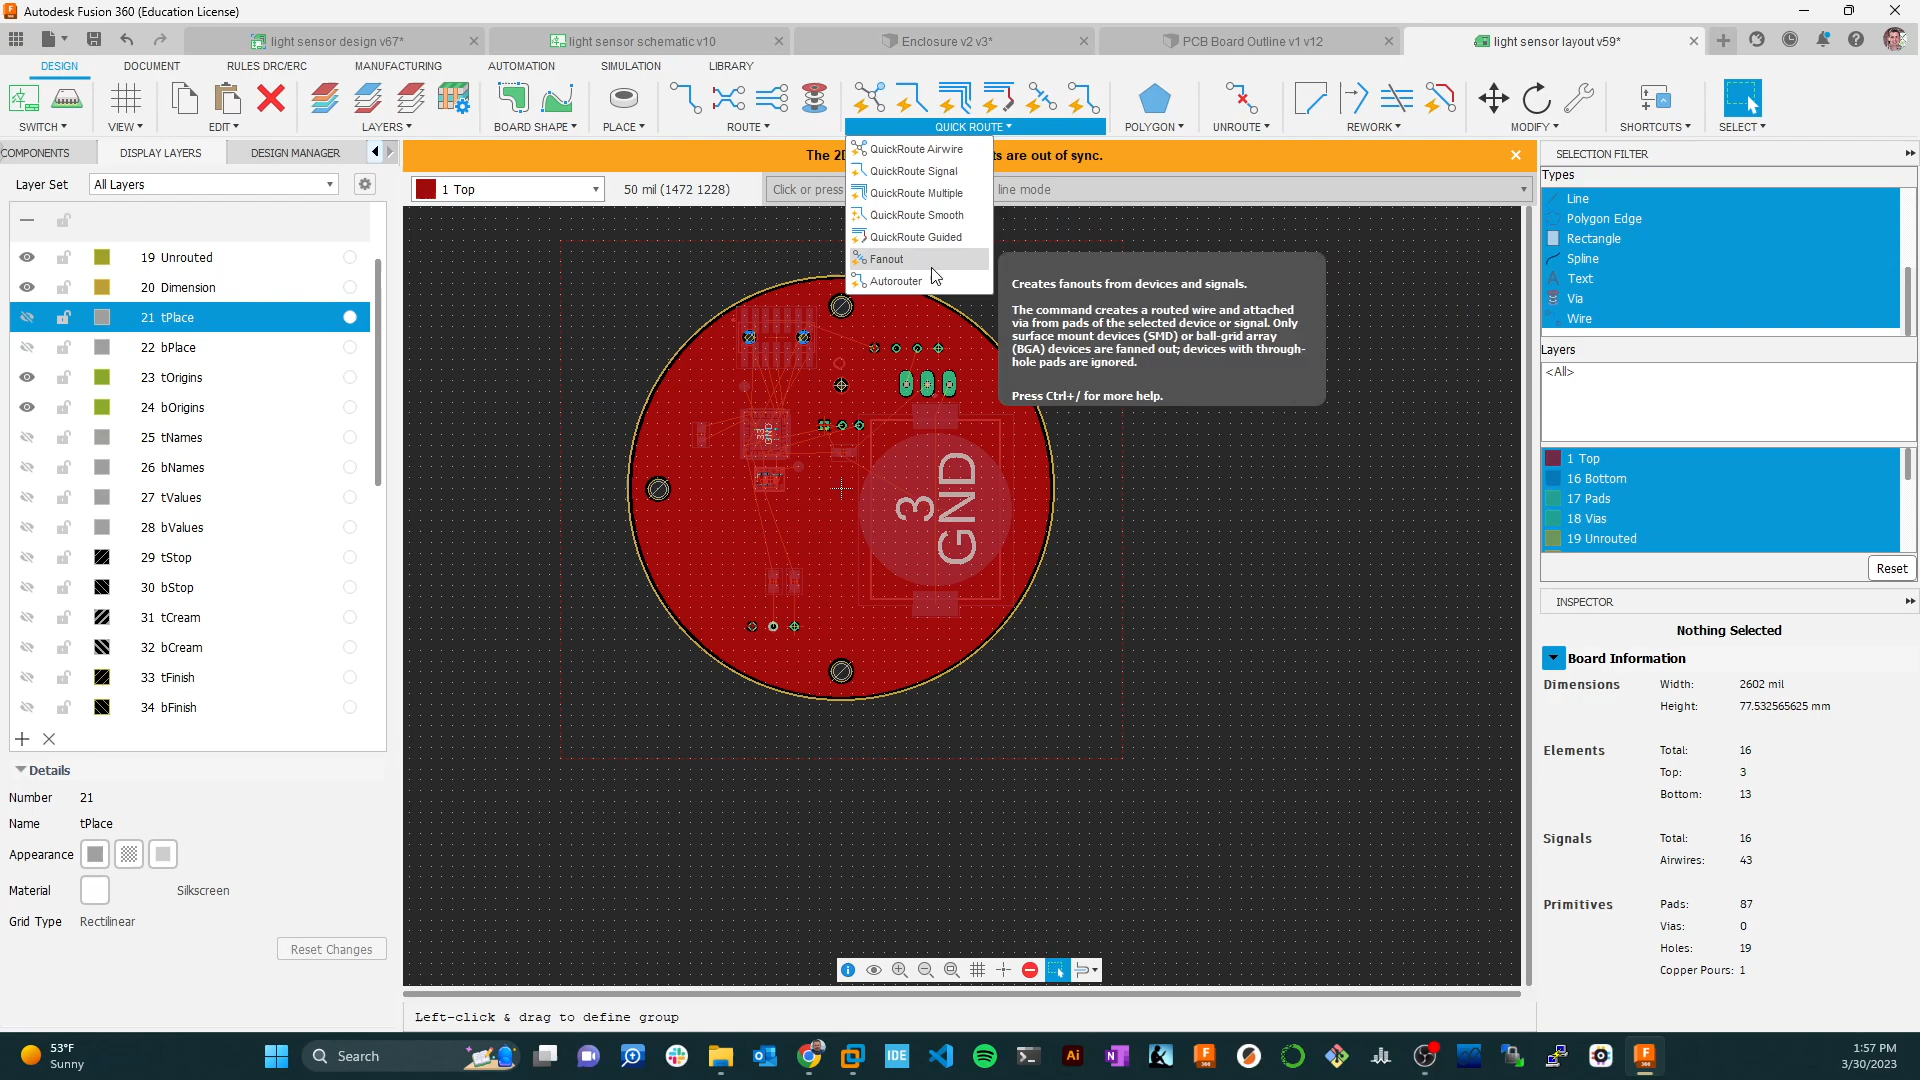 Autodesk Fusion 360 (Education License)
light sensor design v67*
light sensor schematic v10
Enclosure v2 v3*
PCB Board Outline v1 v12
light sensor layout v59*
DESIGN
DOCUMENT
RULES DRC/ERC
MANUFACTURING
AUTOMATION
SIMULATION
LIBRARY
SWITCH
VIEW
EDIT
LAYERS
BOARD SHAPE
PLACE
ROUTE
QUICK ROUTE
POLYGON
UNROUTE
REWORK
MODIFY
SHORTCUTS
SELECT
COMPONENTS
DISPLAY LAYERS
DESIGN MANAGER
Layer Set
All Layers
19 Unrouted
20 Dimension
21 tPlace
22 bPlace
23 tOrigins
24 bOrigins
25 tNames
26 bNames
27 tValues
28 bValues
29 tStop
30 bStop
31 tCream
32 bCream
33 tFinish
34 bFinish
Details
Number 21
Name tPlace
Appearance
Material Silkscreen
Grid Type Rectilinear
Reset Changes
The 2 ts are out of sync.
1 Top
50 mil (1472 1228)
Click or press
line mode
QuickRoute Airwire
QuickRoute Signal
QuickRoute Multiple
QuickRoute Smooth
QuickRoute Guided
Fanout
Autorouter
Creates fanouts from devices and signals.
The command creates a routed wire and attached
via from pads of the selected device or signal. Only
surface mount devices (SMD) or ball-grid array
(BGA) devices are fanned out; devices with through-
hole pads are ignored.
Press Ctrl+/ for more help.
GND
3
GND
Left-click & drag to define group
SELECTION FILTER
Types
Line
Polygon Edge
Rectangle
Spline
Text
Via
Wire
Layers
<All>
1 Top
16 Bottom
17 Pads
18 Vias
19 Unrouted
Reset
INSPECTOR
Nothing Selected
Board Information
Dimensions Width: 2602 mil
Height: 77.532565625 mm
Elements Total: 16
Top: 3
Bottom: 13
Signals Total: 16
Airwires: 43
Primitives Pads: 87
Vias: 0
Holes: 19
Copper Pours: 1
53°F
Sunny
Search
IDE
Ai
1:57 PM
3/30/2023